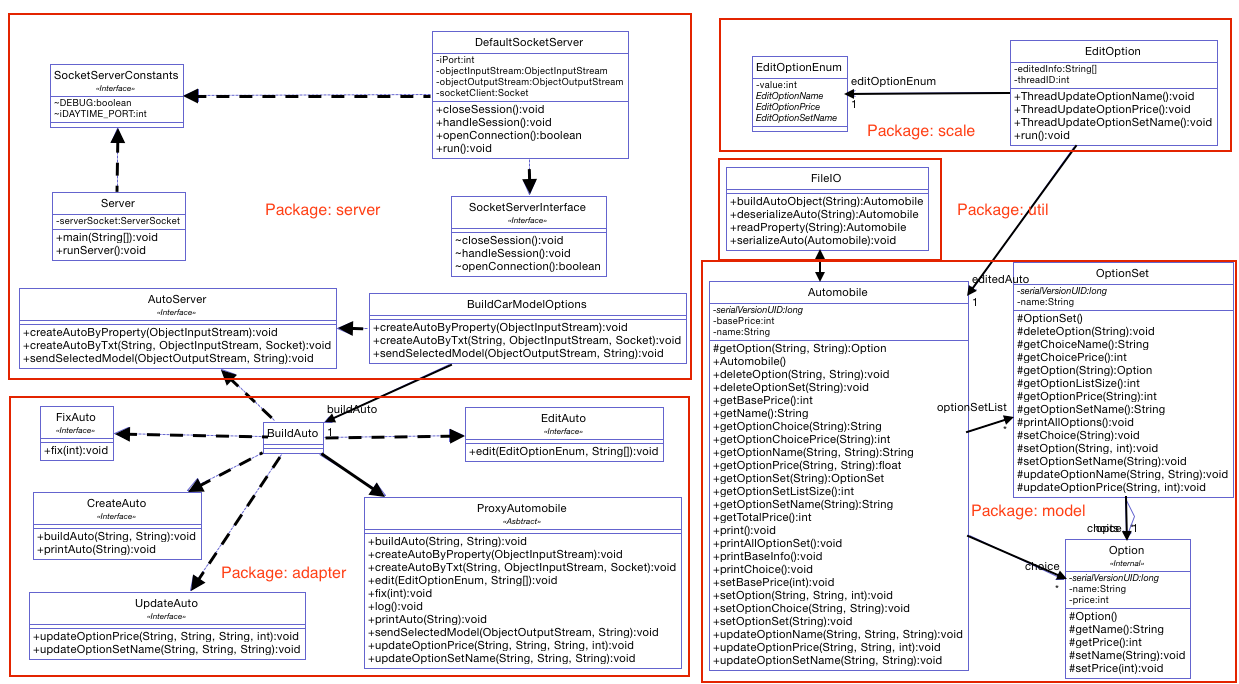 SocketServerConstants
«Interface»
~DEBUG:boolean
~iDAYTIME_PORT:int
DefaultSocketServer
-iPort:int
-objectInputStream:ObjectInputStream
-objectOutputStream:ObjectOutputStream
-socketClient:Socket
+closeSession():void
+handleSession():void
+openConnection():boolean
+run():void
Server
-serverSocket:ServerSocket
+main(String[]):void
+runServer():void
Package: server
SocketServerInterface
«Interface»
~closeSession():void
~handleSession():void
~openConnection():boolean
AutoServer
«Interface»
+createAutoByProperty(ObjectInputStream):void
+createAutoByTxt(String, ObjectInputStream, Socket):void
+sendSelectedModel(ObjectOutputStream, String):void
BuildCarModelOptions
+createAutoByProperty(ObjectInputStream):void
+createAutoByTxt(String, ObjectInputStream, Socket):void
+sendSelectedModel(ObjectOutputStream, String):void
FixAuto
«Interface»
+fix(int):void
buildAuto
1
BuildAuto
EditAuto
«Interface»
+edit(EditOptionEnum, String[]):void
CreateAuto
«Interface»
+buildAuto(String, String):void
+printAuto(String):void
Package: adapter
UpdateAuto
«Interface»
+updateOptionPrice(String, String, String, int):void
+updateOptionSetName(String, String, String):void
ProxyAutomobile
«Asbtract»
+buildAuto(String, String):void
+createAutoByProperty(ObjectInputStream):void
+createAutoByTxt(String, ObjectInputStream, Socket):void
+edit(EditOptionEnum, String[]):void
+fix(int):void
+log():void
+printAuto(String):void
+sendSelectedModel(ObjectOutputStream, String):void
+updateOptionPrice(String, String, String, int):void
+updateOptionSetName(String, String, String):void
EditOptionEnum
-value:int
EditOptionName
EditOptionPrice
EditOptionSetName
editOptionEnum
1
EditOption
-editedInfo:String[]
-threadID:int
+ThreadUpdateOptionName():void
+ThreadUpdateOptionPrice():void
+ThreadUpdateOptionSetName():void
+run():void
Package: scale
FileIO
+buildAutoObject(String):Automobile
+deserializeAuto(String):Automobile
+readProperty(String):Automobile
+serializeAuto(Automobile):void
Package: util
editedAuto
1
Automobile
-serialVersionUID:long
-basePrice:int
-name:String
#getOption(String, String):Option
+Automobile()
+deleteOption(String, String):void
+deleteOptionSet(String):void
+getBasePrice():int
+getName():String
+getOptionChoice(String):String
+getOptionChoicePrice(String):int
+getOptionName(String, String):String
+getOptionPrice(String, String):float
+getOptionSet(String):OptionSet
+getOptionSetListSize():int
+getOptionSetName(String):String
+getTotalPrice():int
+print():void
+printAllOptionSet():void
+printBaseInfo():void
+printChoice():void
+setBasePrice(int):void
+setOption(String, String, int):void
+setOptionChoice(String, String):void
+setOptionSet(String):void
+updateOptionName(String, String, String):void
+updateOptionPrice(String, String, int):void
+updateOptionSetName(String, String):void
optionSetList
*
OptionSet
-serialVersionUID:long
-name:String
#OptionSet()
#deleteOption(String):void
#getChoiceName():String
#getChoicePrice():int
#getOption(String):Option
#getOptionListSize():int
#getOptionPrice(String):int
#getOptionSetName():String
#printAllOptions():void
#setChoice(String):void
#setOption(String, int):void
#setOptionSetName(String):void
#updateOptionName(String, String):void
#updateOptionPrice(String, int):void
Package: model
1
choice
*
Option
«Internal»
-serialVersionUID:long
-name:String
-price:int
#Option()
#getName():String
#getPrice():int
#setName(String):void
#setPrice(int):void